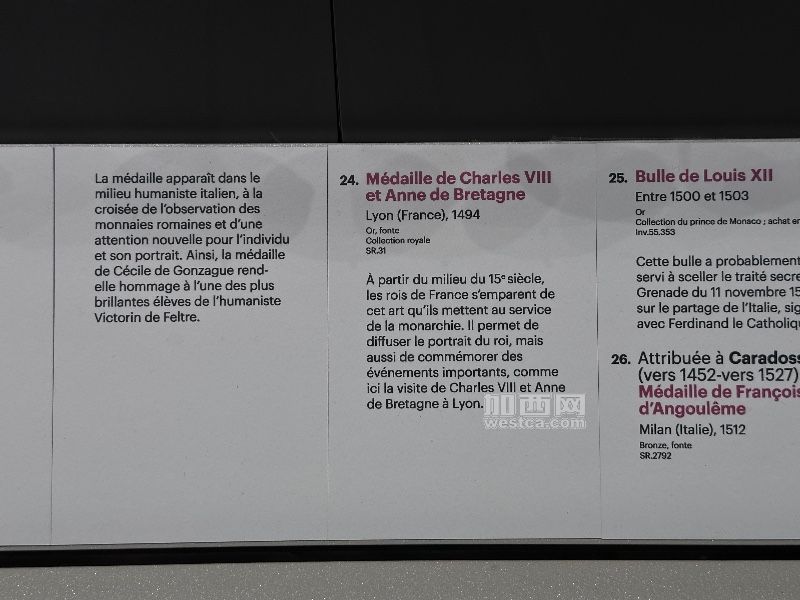 La médaille apparaît dans le
milieu humaniste italien, à la
croisée de l'observation des
monnaies romaines et d'une
attention nouvelle pour l'individu
et son portrait. Ainsi, la médaille
de Cécile de Gonzague rend-
elle hommage à l'une des plus
brillantes élèves de l'humaniste
Victorin de Feltre.
24. Médaille de Charles VIII
et Anne de Bretagne
Lyon (France), 1494
Or, fonte
Collection royale
SR.31
À partir du milieu du 15e siècle,
les rois de France s'emparent de
cet art qu'ils mettent au service
de la monarchie. Il permet de
diffuser le portrait du roi, mais
aussi de commémorer des
événements importants, comme
ici la visite de Charles VIII et Anne
de Bretagne à Lyon.
25. Bulle de Louis XII
Entre 1500 et 1503
Or
Collection du prince de Monaco ; achat en
Inv.55.353
Cette bulle a probablement
servi à sceller le traité
Grenade du 11 novembre
sur le partage de l'Italie,
avec Ferdinand le
26. Attribuée à
(vers 1452-vers 1527)
Médaille de
d'Angoulême
Milan (Italie), 1512
Bronze, fonte
SR.2792
加西网
westca.com